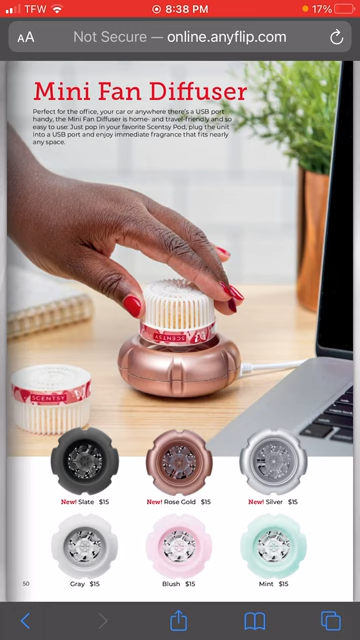 TFW 8:38 PM 17%
AA Not Secure — online.anyflip.com
Mini Fan Diffuser
Perfect for the office, your car or anywhere there's a USB port
handy, the Mini Fan Diffuser is home- and travel-friendly and so
easy to use: Just pop in your favorite Scentsy Pod, plug the unit
into a USB port and enjoy immediate fragrance that fits nearly
any space.
SCENTSY
SCENTSY
New! Slate $15
New! Rose Gold $15
New! Silver $15
Gray $15
Blush $15
Mint $15
50